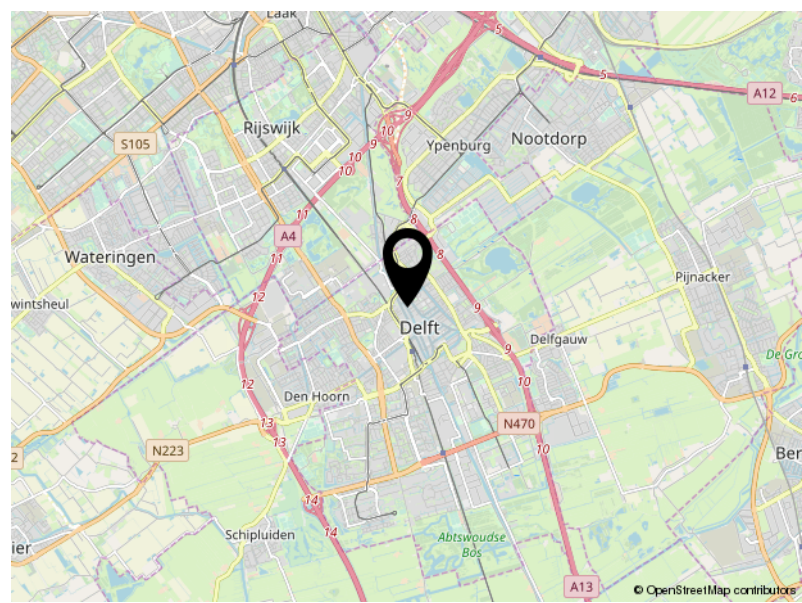 Laak
5
5
A12
6
Rijswijk
S105
10
9
9
Ypenburg
Nootdorp
10
10
7
11
8
A4
8
Wateringen
11
Pijnacker
12
wintsheul
9
Delft
Delfgauw
9
De Gro
12
10
Den Hoorn
13
N470
13
N223
2
10
Ber
14
14
Schipluiden
Abtswoudse
Bos
ier
A13
© OpenStreetMap contributors